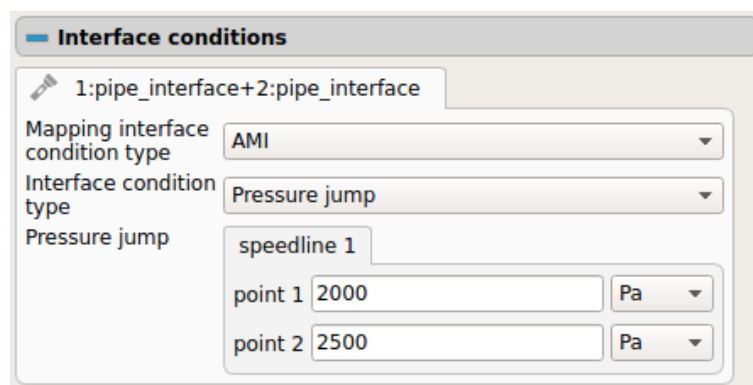 Interface conditions
1:pipe_interface+2:pipe_interface
Mapping interface
condition type
AMI
Interface condition
type
Pressure jump
Pressure jump
speedline 1
point 1 2000 Pa
point 2 2500 Pa